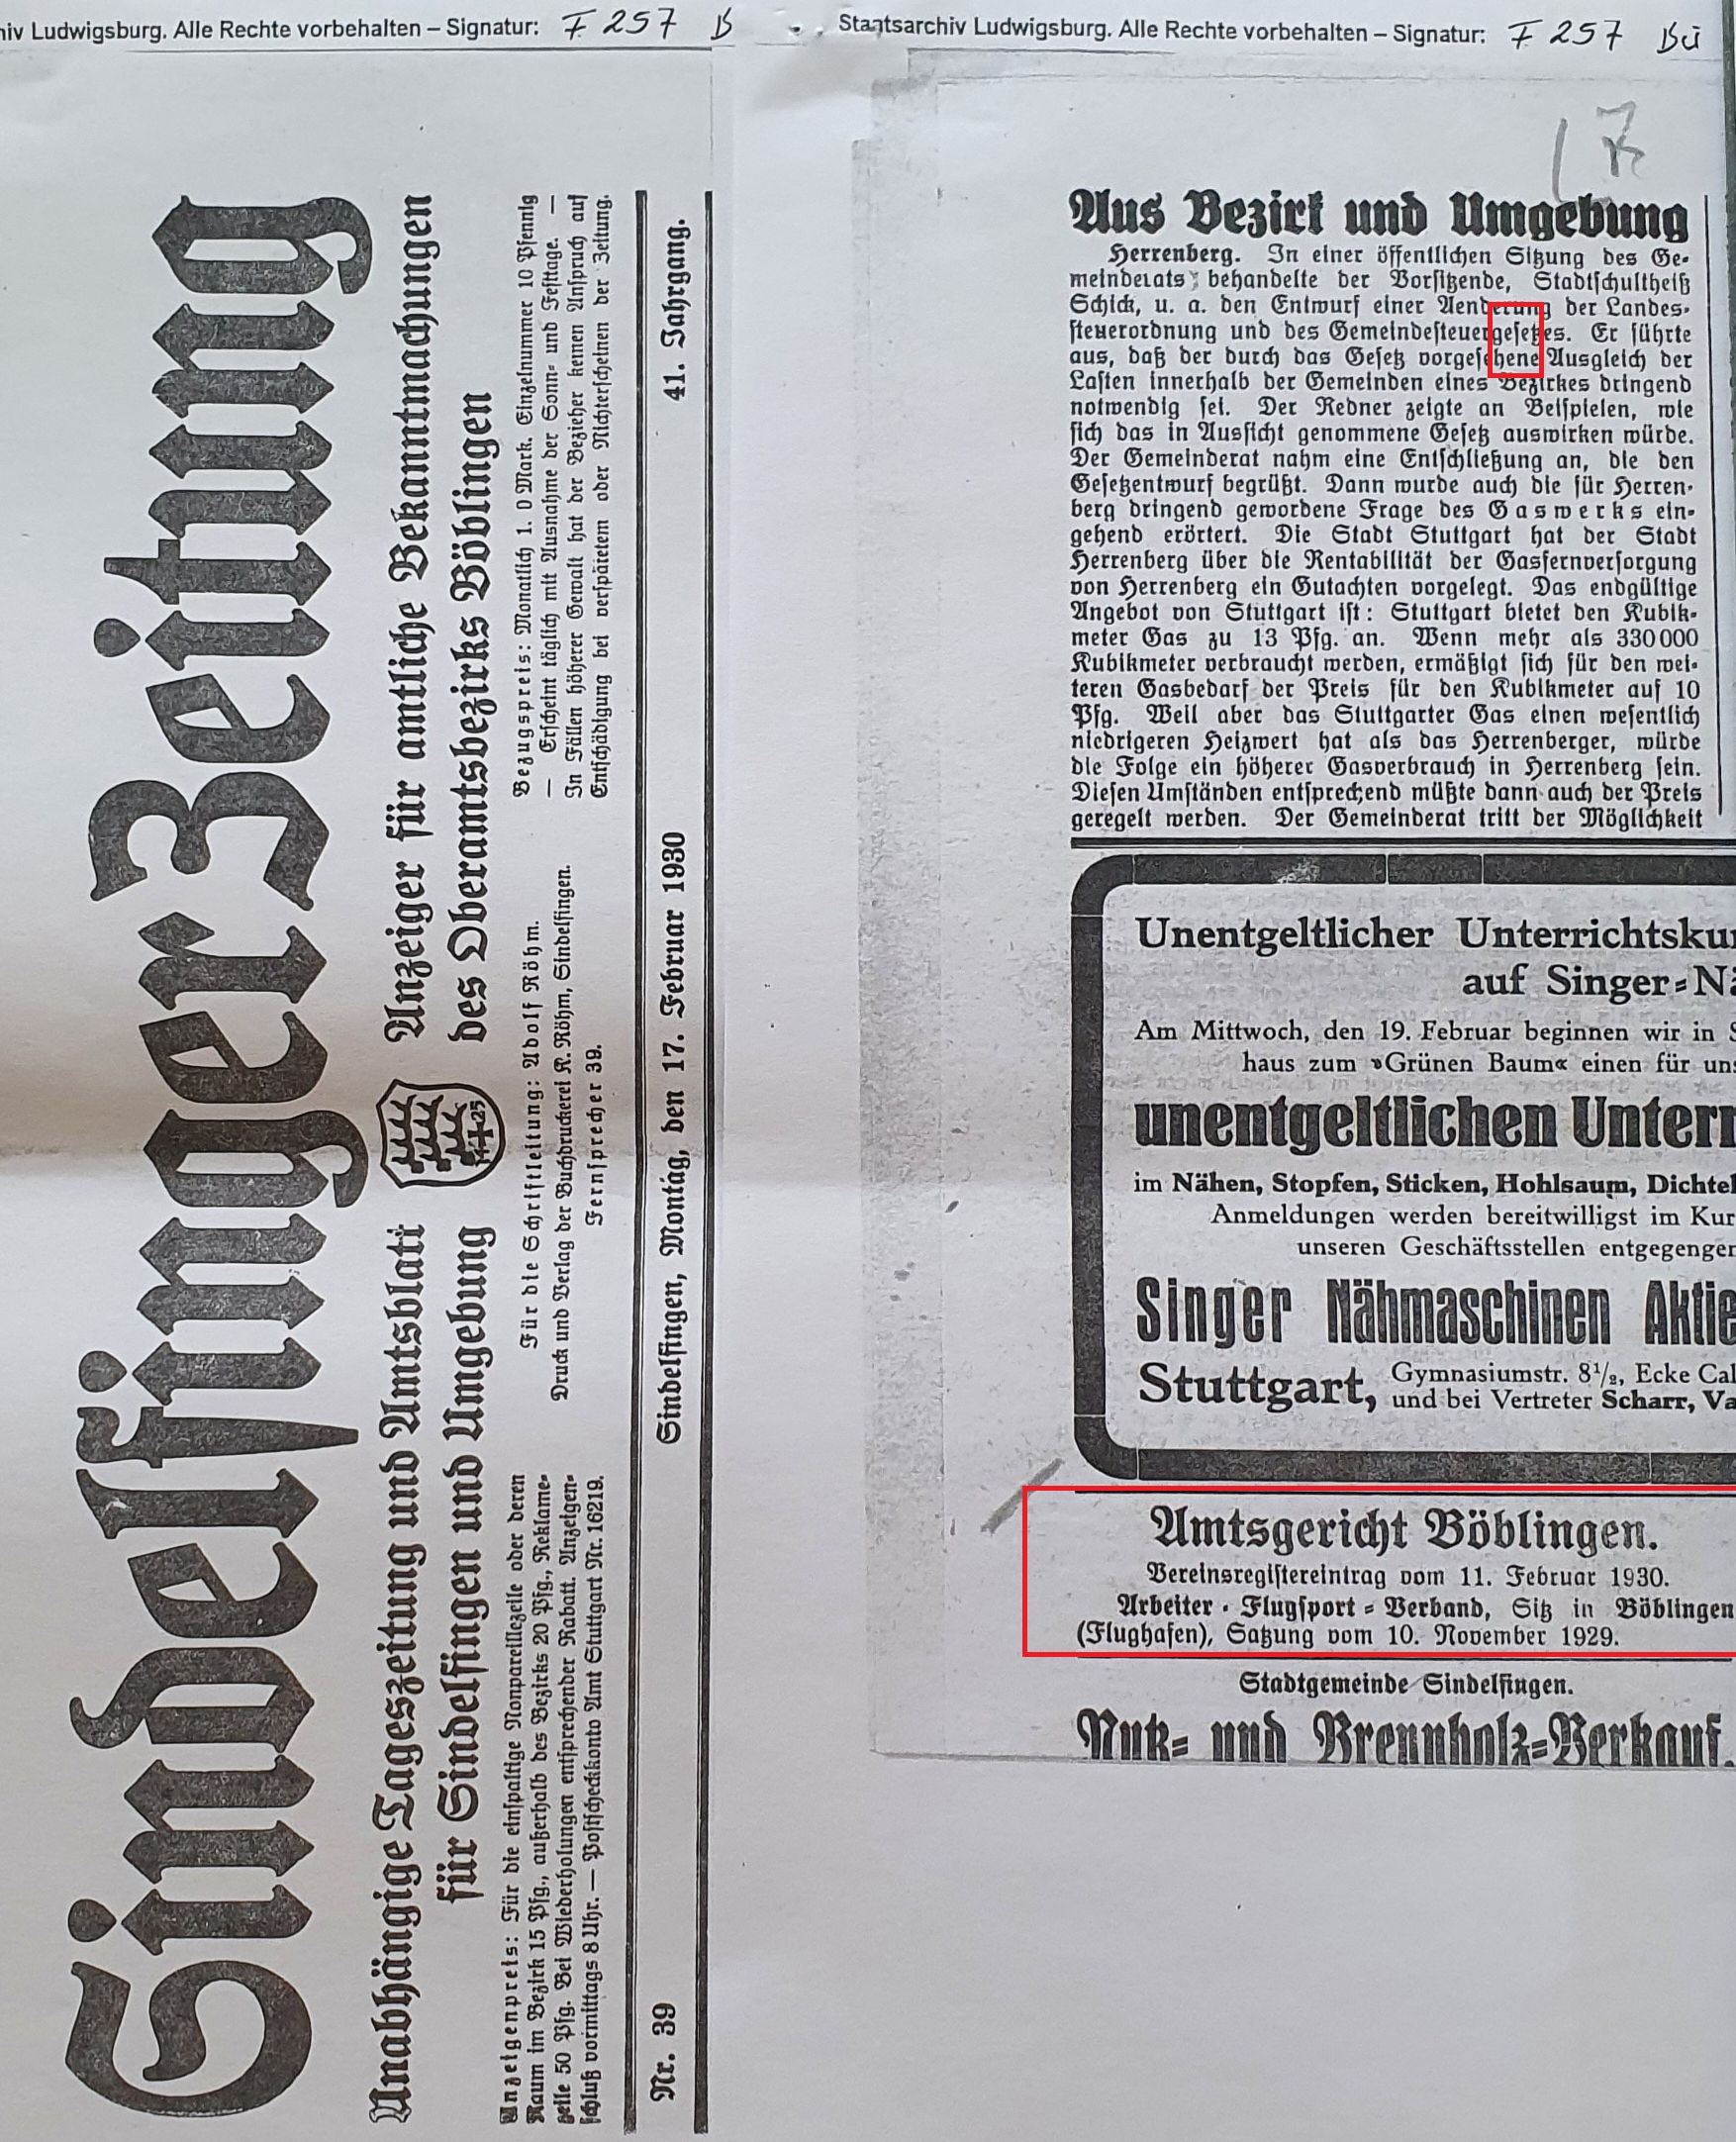 iv Ludwigsburg. Alle Rechte vorbehalten – Signatur: F 257 B
Sindelfinger Zeitung
Unabhängige Tageszeitung und Amtsblatt
für Sindelfingen und Umgebung
14+25
Anzeiger für amtliche Bekanntmachungen
des Oberamtsbezirks Böblingen
Anzeigenpreis: Für die einspaltige Nonpareillezeile oder deren
Raum im Bezirk 15 Pfg., außerhalb des Bezirks 20 Pfg., Reklame-
zeile 50 Pfg. Bei Wiederholungen entsprechender Rabatt. Anzeigen-
schluß vormittags 8 Uhr. — Postscheckkonto Amt Stuttgart Nr. 16219.
Für die Schriftleitung: Adolf Röhm.
Druck und Verlag der Buchdruckerei A. Röhm, Sindelfingen.
Fernsprecher 39.
Bezugspreis: Monatlich 1. 0 Mark. Einzelnummer 10 Pfennig
— Erscheint täglich mit Ausnahme der Sonn- und Festtage. —
In Fällen höherer Gewalt hat der Bezieher keinen Anspruch auf
Entschädigung bei verspätetem oder Nichterscheinen der Zeitung.
Nr. 39
Sindelfingen, Montag, den 17. Februar 1930
41. Jahrgang.
Staatsarchiv Ludwigsburg. Alle Rechte vorbehalten – Signatur: F 257 Bü
Aus Bezirk und Umgebung
Herrenberg. In einer öffentlichen Sitzung des Ge-
meinderats behandelte der Vorsitzende, Stadtschultheiß
Schick, u. a. den Entwurf einer Aenderung der Landes-
steuerordnung und des Gemeindesteuergesetzes. Er führte
aus, daß der durch das Gesetz vorgesehene Ausgleich der
Lasten innerhalb der Gemeinden eines Bezirkes dringend
notwendig sei. Der Redner zeigte an Beispielen, wie
sich das in Aussicht genommene Gesetz auswirken würde.
Der Gemeinderat nahm eine Entschließung an, die den
Gesetzentwurf begrüßt. Dann wurde auch die für Herren-
berg dringend gewordene Frage des Gaswerks ein-
gehend erörtert. Die Stadt Stuttgart hat der Stadt
Herrenberg über die Rentabilität der Gasfernversorgung
von Herrenberg ein Gutachten vorgelegt. Das endgültige
Angebot von Stuttgart ist: Stuttgart bietet den Kubik-
meter Gas zu 13 Pfg. an. Wenn mehr als 330 000
Kubikmeter verbraucht werden, ermäßigt sich für den wei-
teren Gasbedarf der Preis für den Kubikmeter auf 10
Pfg. Weil aber das Stuttgarter Gas einen wesentlich
niedrigeren Heizwert hat als das Herrenberger, würde
die Folge ein höherer Gasverbrauch in Herrenberg sein.
Diesen Umständen entsprechend müßte dann auch der Preis
geregelt werden. Der Gemeinderat tritt der Möglichkeit
Unentgeltlicher Unterrichtsku
auf Singer=Nä
Am Mittwoch, den 19. Februar beginnen wir in S
haus zum »Grünen Baum« einen für uns
unentgeltlichen Unterr
im Nähen, Stopfen, Sticken, Hohlsaum, Dichtel
Anmeldungen werden bereitwilligst im Kur
unseren Geschäftsstellen entgegengen
Singer Nähmaschinen Aktie
Stuttgart, Gymnasiumstr. 8½, Ecke Cal
und bei Vertreter Scharr, Va
Amtsgericht Böblingen.
Vereinsregistereintrag vom 11. Februar 1930.
Arbeiter - Flugsport = Verband, Sitz in Böblingen
(Flughafen), Satzung vom 10. November 1929.
Stadtgemeinde Sindelfingen.
Nutz= und Brennholz=Verkauf.